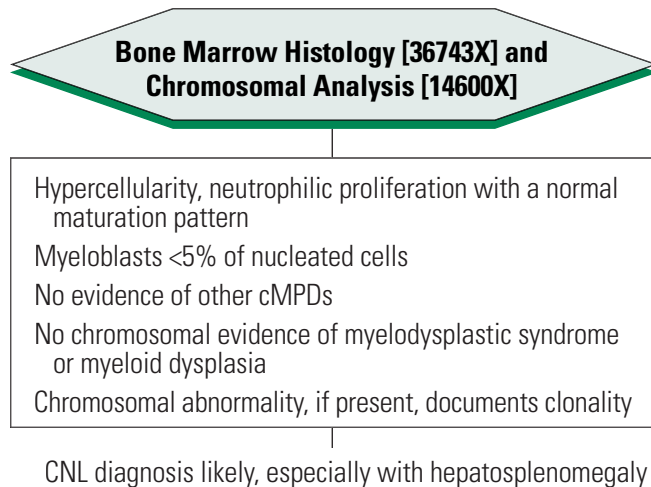 Bone Marrow Histology [36743X] and
Chromosomal Analysis [14600X]
Hypercellularity, neutrophilic proliferation with a normal
maturation pattern
Myeloblasts <5% of nucleated cells
No evidence of other cMPDs
No chromosomal evidence of myelodysplastic syndrome
or myeloid dysplasia
Chromosomal abnormality, if present, documents clonality
CNL diagnosis likely, especially with hepatosplenomegaly